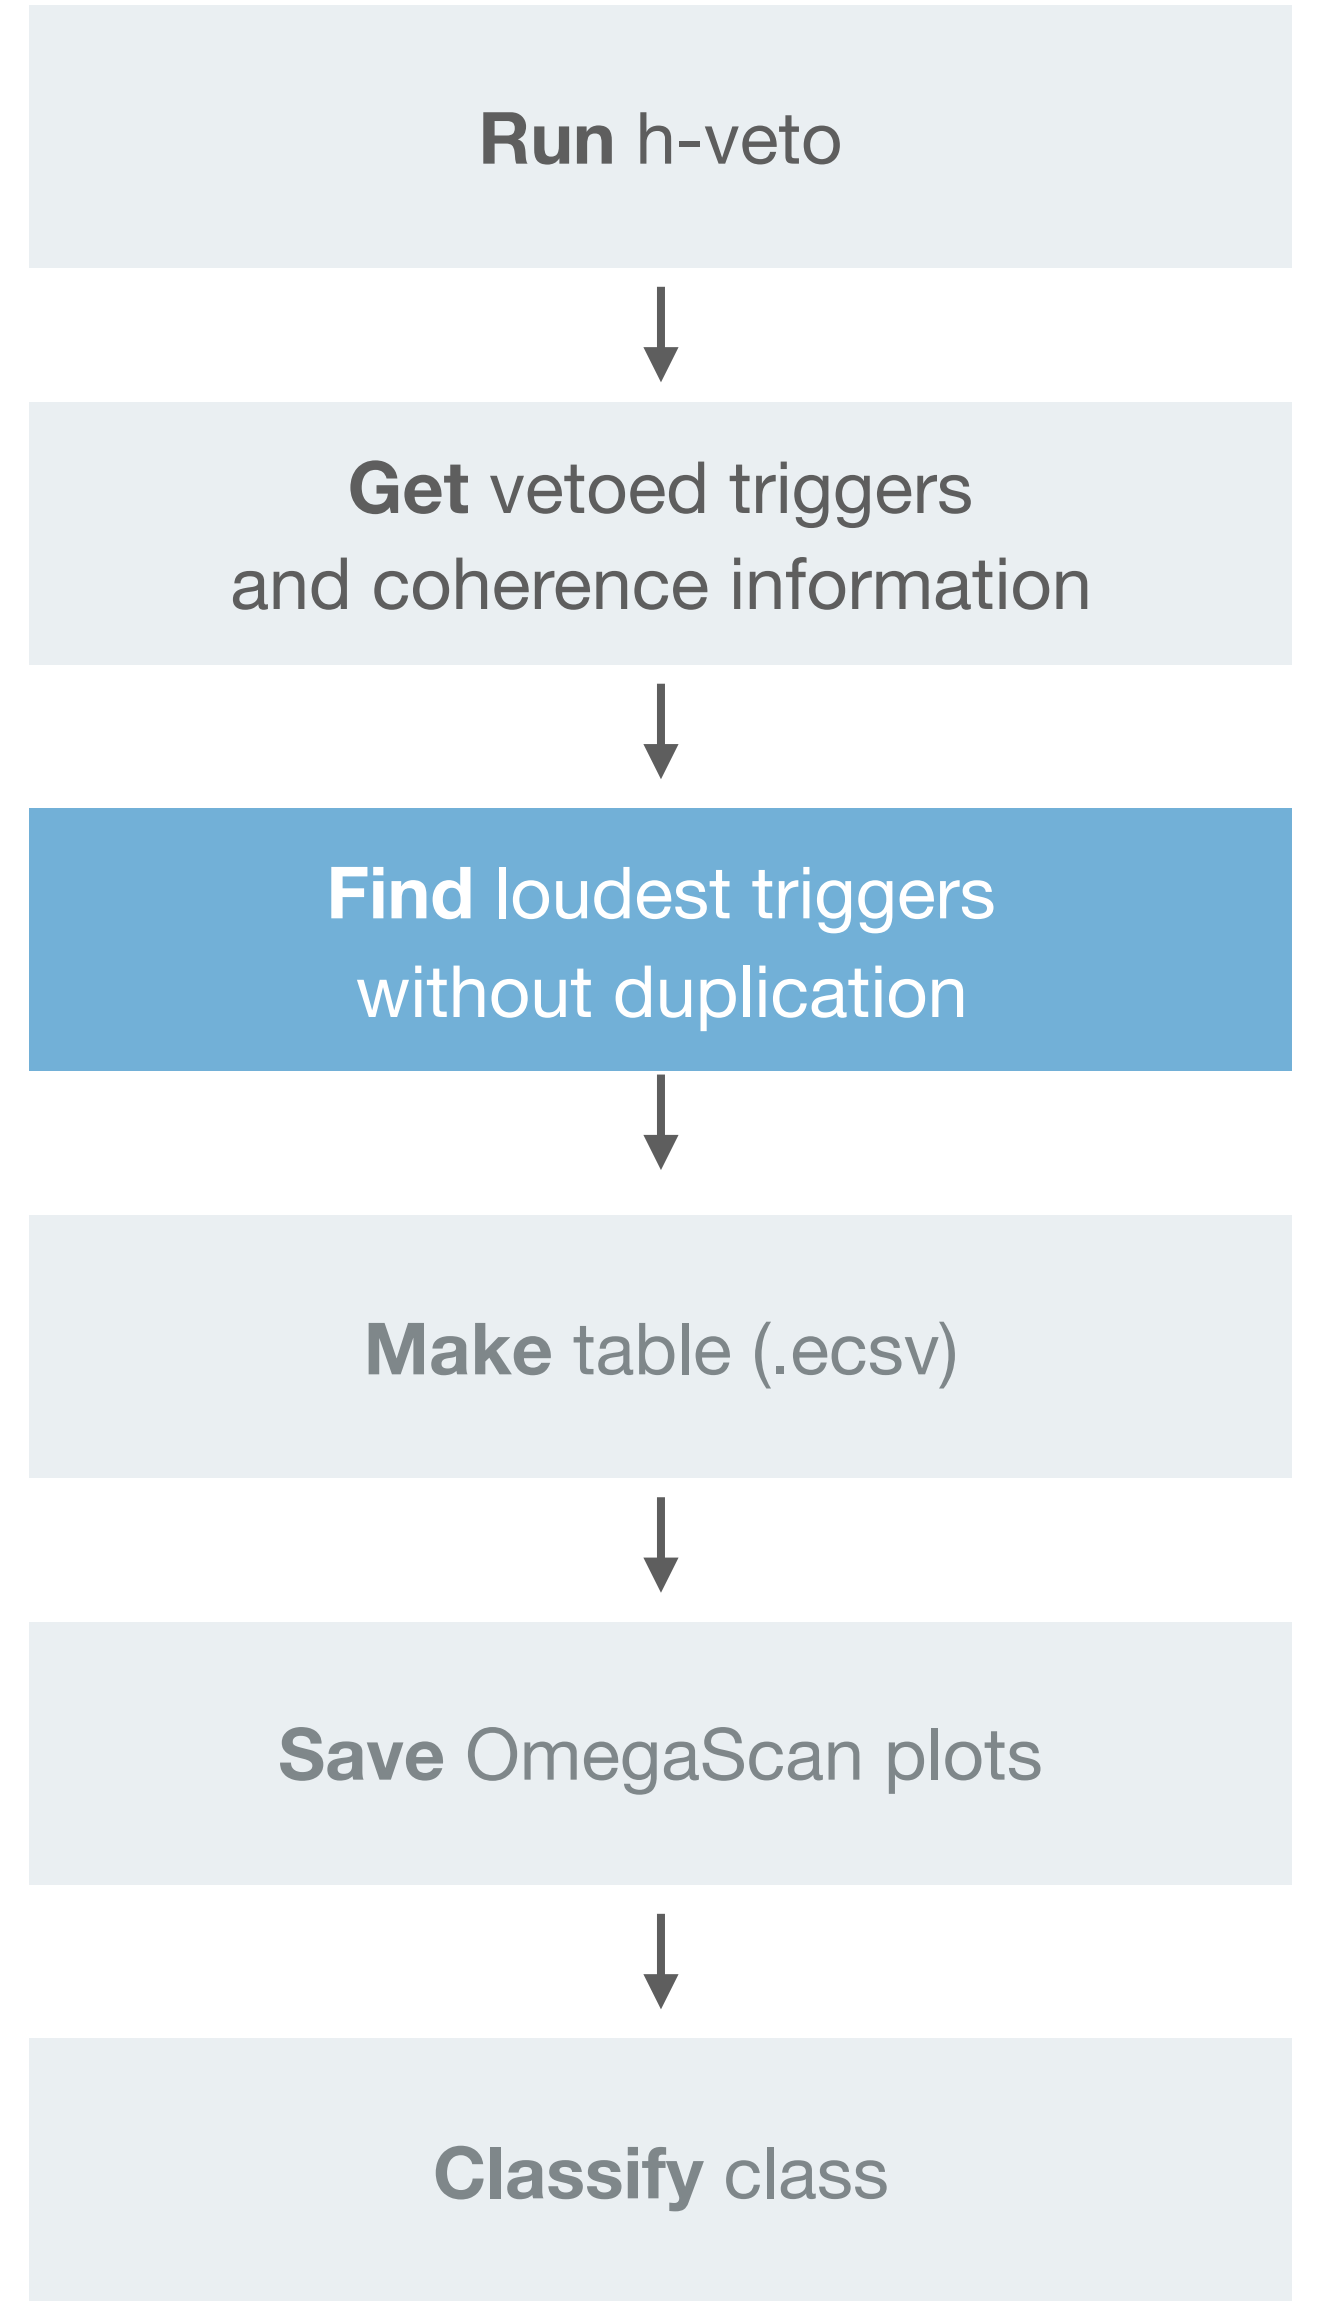 Run h-veto
Get vetoed triggers
and coherence information
Find loudest triggers
without duplication
Make table (.ecsv)
Save OmegaScan plots
Classify class